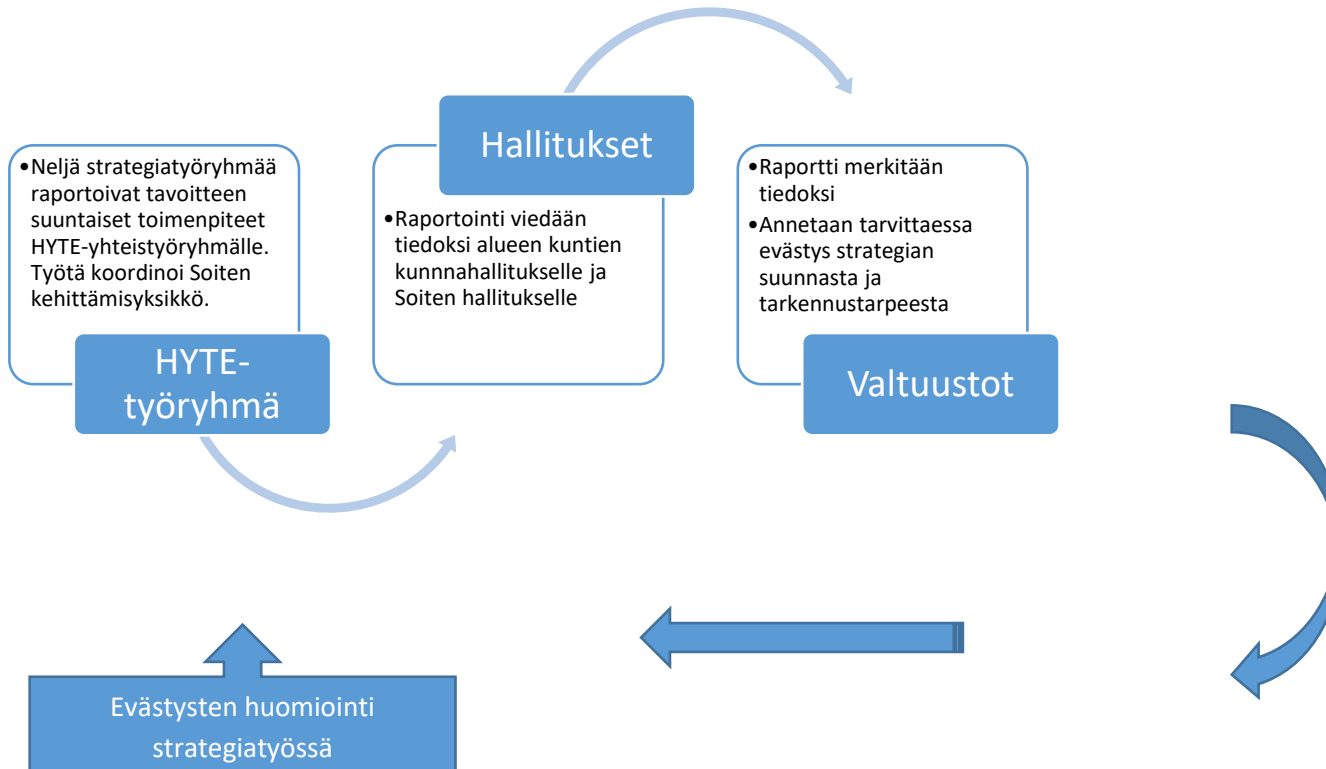 •Neljä strategiatyöryhmää
raportoivat tavoitteen
suuntaiset toimenpiteet
HYTE-yhteistyöryhmälle.
Työtä koordinoi Soiten
kehittämisyksikkö.
HYTE-
työryhmä
Hallitukset
•Raportointi viedään
tiedoksi alueen kuntien
kunnnahallitukselle ja
Soiten hallitukselle
•Raportti merkitään
tiedoksi
•Annetaan tarvittaessa
evästys strategian
suunnasta ja
tarkennustarpeesta
Valtuustot
Evästysten huomiointi
strategiatyössä